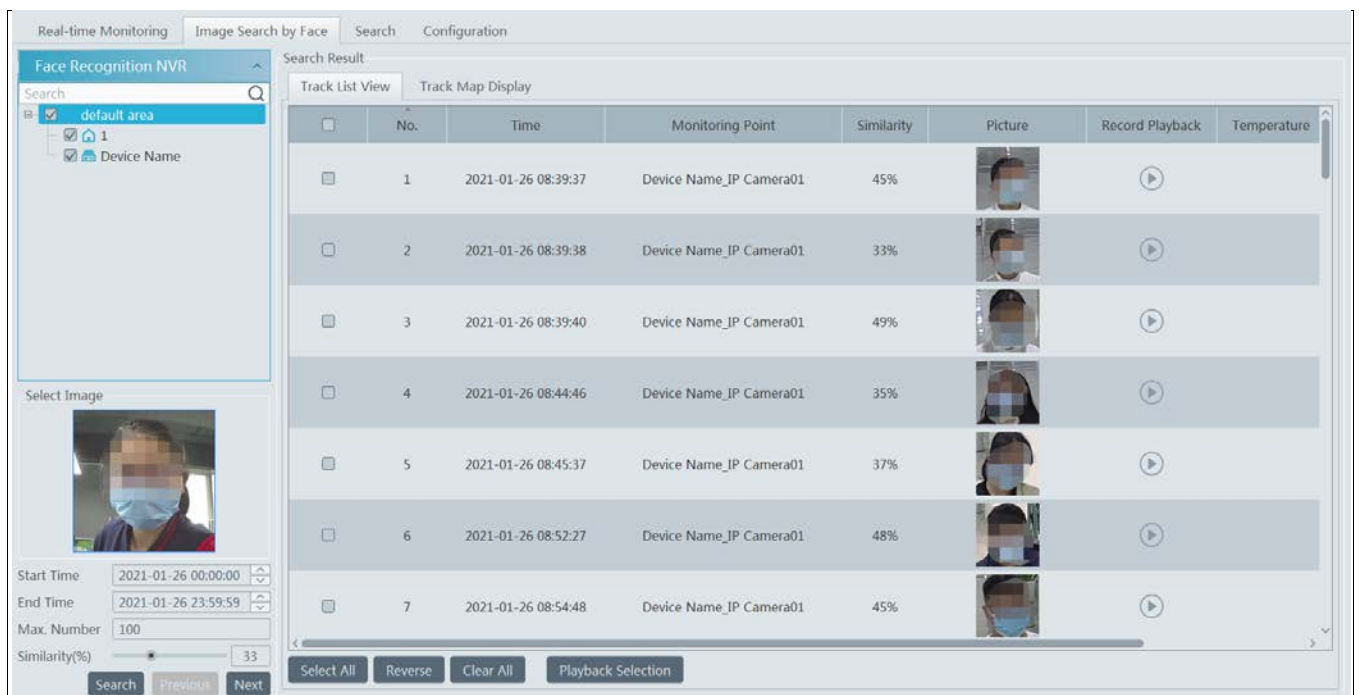 Real-time Monitoring Image Search by Face Search Configuration
Face Recognition NVR
Search
default area
1
Device Name
Select Image
Start Time 2021-01-26 00:00:00
End Time 2021-01-26 23:59:59
Max. Number 100
Similarity(%) 33
Search Previous Next
Search Result
Track List View Track Map Display
No. Time Monitoring Point Similarity Picture Record Playback Temperature
1 2021-01-26 08:39:37 Device Name_IP Camera01 45%
2 2021-01-26 08:39:38 Device Name_IP Camera01 33%
3 2021-01-26 08:39:40 Device Name_IP Camera01 49%
4 2021-01-26 08:44:46 Device Name_IP Camera01 35%
5 2021-01-26 08:45:37 Device Name_IP Camera01 37%
6 2021-01-26 08:52:27 Device Name_IP Camera01 48%
7 2021-01-26 08:54:48 Device Name_IP Camera01 45%
Select All Reverse Clear All Playback Selection